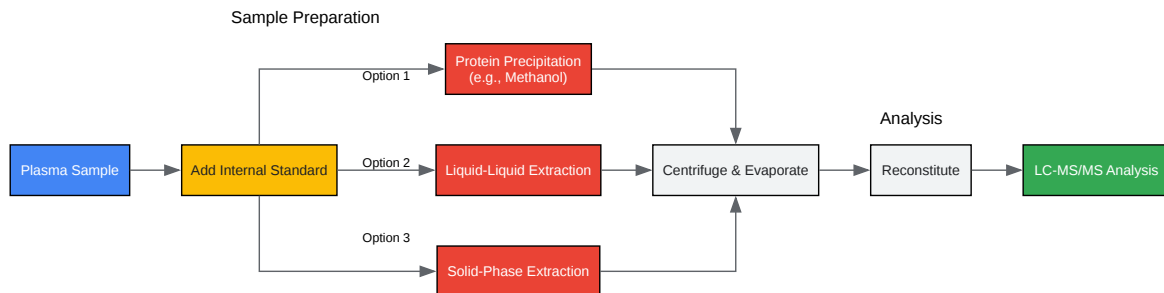 Sample Preparation
Protein Precipitation
(e.g., Methanol)
Option 1
Analysis
Plasma Sample
Add Internal Standard
Option 2
Liquid-Liquid Extraction
Centrifuge & Evaporate
Reconstitute
LC-MS/MS Analysis
Option 3
Solid-Phase Extraction